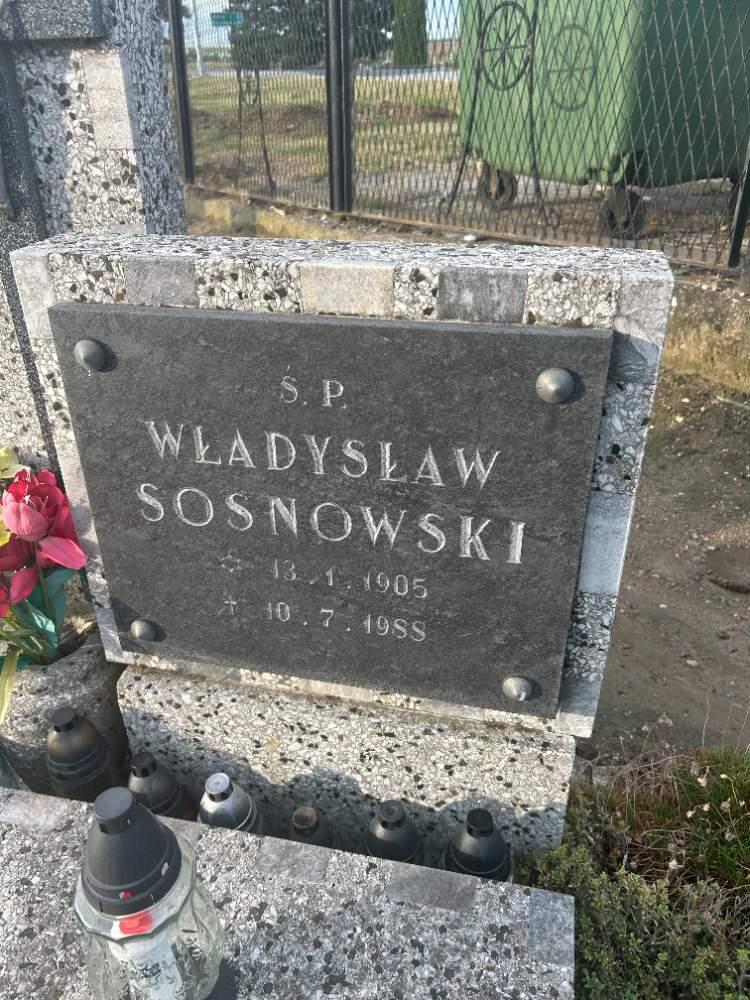 Ś. P.
WŁADYSŁAW
SOSNOWSKI
✡ 13. 1. 1905
† 10. 7. 1988